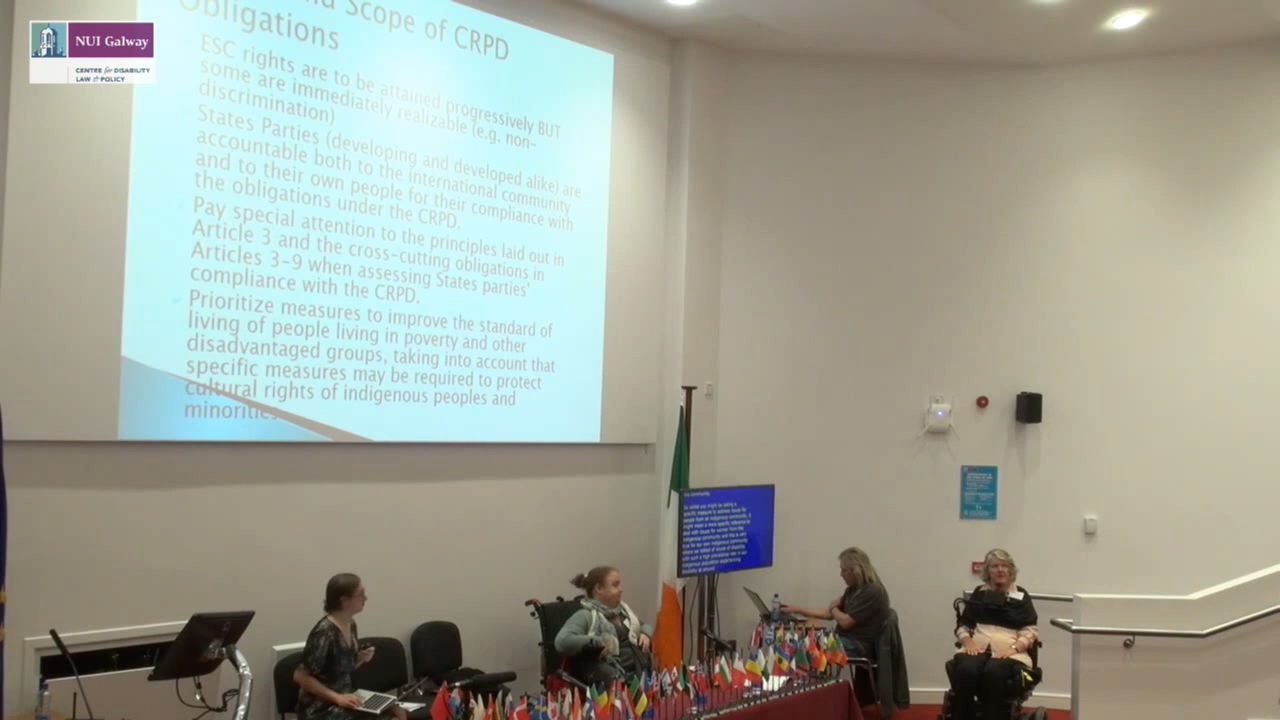 NUI Galway
CENTRE for DISABILITY
LAW & POLICY
and Scope of CRPD
Obligations
ESC rights are to be attained progressively BUT
some are immediately realizable (e.g. non-
discrimination)
States Parties (developing and developed alike) are
accountable both to the international community
and to their own people for their compliance with
the obligations under the CRPD.
Pay special attention to the principles laid out in
Article 3 and the cross-cutting obligations in
Articles 3-9 when assessing States parties'
compliance with the CRPD.
Prioritize measures to improve the standard of
living of people living in poverty and other
disadvantaged groups, taking into account that
specific measures may be required to protect
cultural rights of indigenous peoples and
minorities